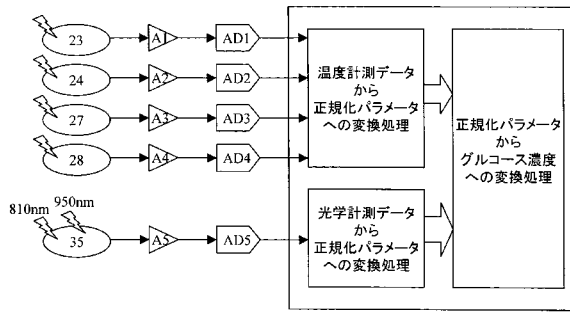 23 A1 AD1
24 A2 AD2
27 A3 AD3
28 A4 AD4
温度計測データ
から
正規化パラメータ
への変換処理
正規化パラメータ
から
グルコース濃度
への変換処理
810nm 950nm
35 A5 AD5
光学計測データ
から
正規化パラメータ
への変換処理